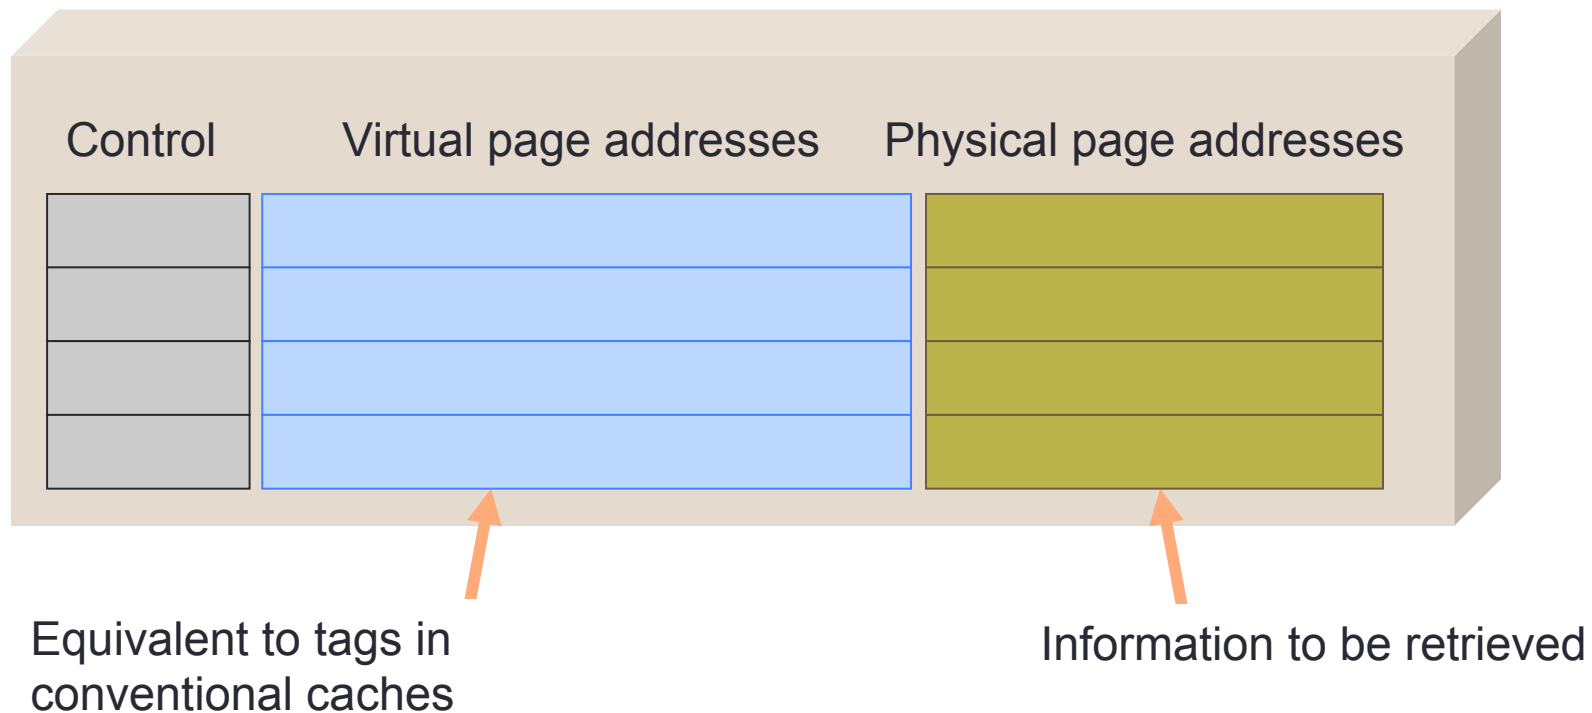 Control
Virtual page addresses
Physical page addresses
Equivalent to tags in
conventional caches
Information to be retrieved